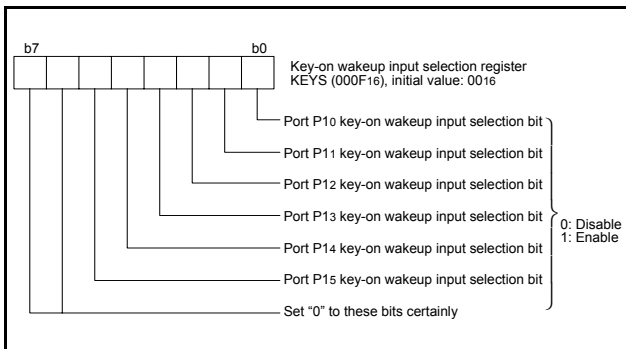 b7 b0
Key-on wakeup input selection register
KEYS (000F16), initial value: 0016
Port P10 key-on wakeup input selection bit
Port P11 key-on wakeup input selection bit
Port P12 key-on wakeup input selection bit
Port P13 key-on wakeup input selection bit
Port P14 key-on wakeup input selection bit
Port P15 key-on wakeup input selection bit
Set “0” to these bits certainly
0: Disable
1: Enable